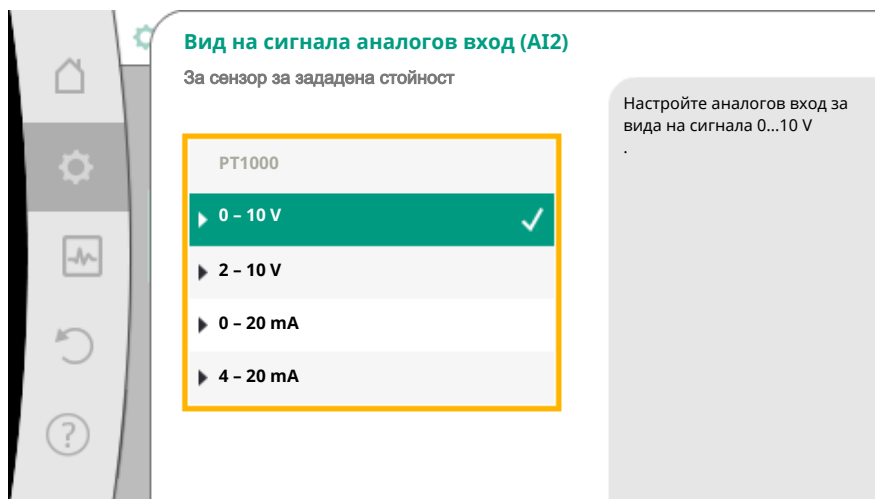 Вид на сигнала аналогов вход (AI2)
За сензор за зададена стойност
PT1000
0 – 10 V
2 – 10 V
0 – 20 mA
4 – 20 mA
Настройте аналогов вход за
вида на сигнала 0...10 V
.
?